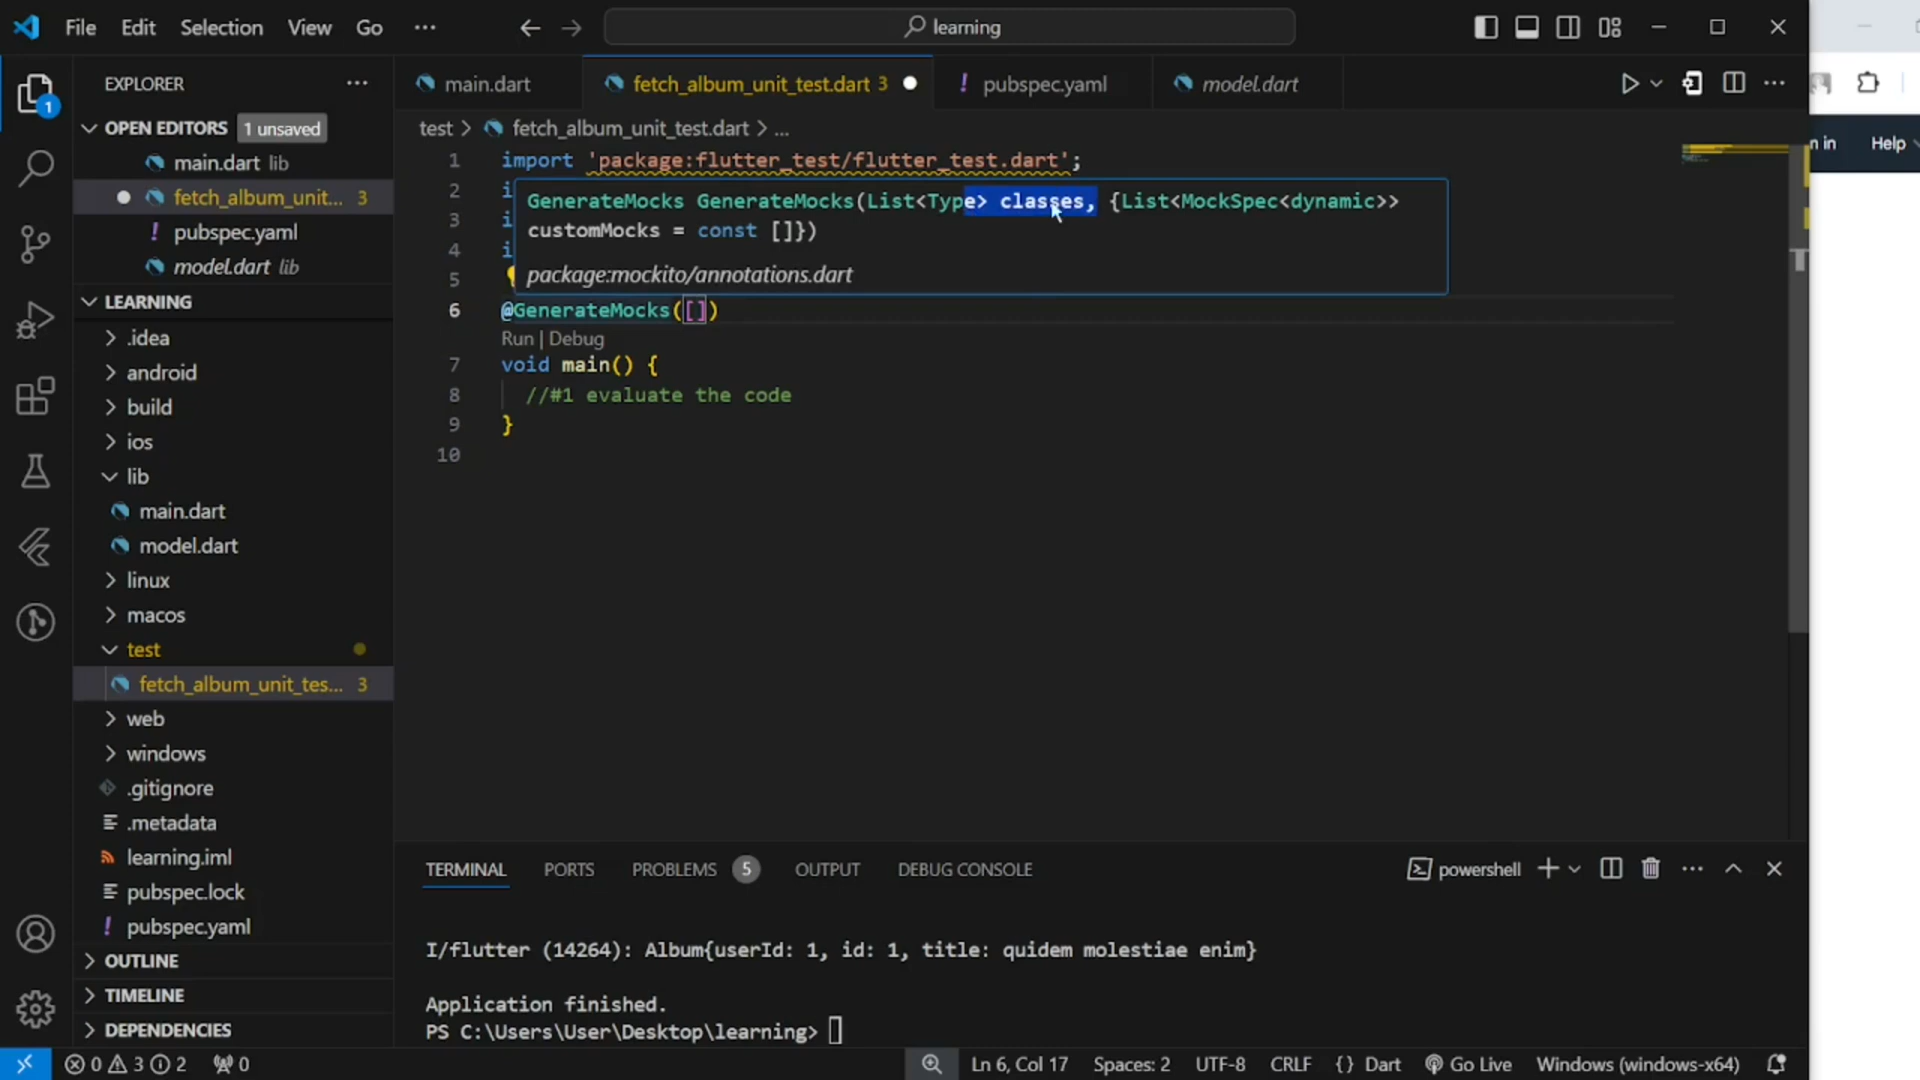 File Edit Selection View Go ··· learning
EXPLORER ···
OPEN EDITORS 1 unsaved
main.dart lib
fetch_album_unit... 3
pubspec.yaml
model.dart lib
LEARNING
.idea
android
build
ios
lib
main.dart
model.dart
linux
macos
test
fetch_album_unit_tes... 3
web
windows
.gitignore
.metadata
learning.iml
pubspec.lock
pubspec.yaml
OUTLINE
TIMELINE
DEPENDENCIES
1
main.dart fetch_album_unit_test.dart 3 pubspec.yaml model.dart
test > fetch_album_unit_test.dart > ...
1 import 'package:flutter_test/flutter_test.dart';
2 i
3 i
4 i
5
GenerateMocks GenerateMocks(List<Type> classes, {List<MockSpec<dynamic>>
customMocks = const []})
package:mockito/annotations.dart
6 @GenerateMocks([])
Run | Debug
7 void main() {
8 //#1 evaluate the code
9 }
10
n in Help
TERMINAL PORTS PROBLEMS 5 OUTPUT DEBUG CONSOLE powershell
I/flutter (14264): Album{userId: 1, id: 1, title: quidem molestiae enim}
Application finished.
PS C:\Users\User\Desktop\learning>
0 3 2 0 Ln 6, Col 17 Spaces: 2 UTF-8 CRLF {} Dart Go Live Windows (windows-x64)